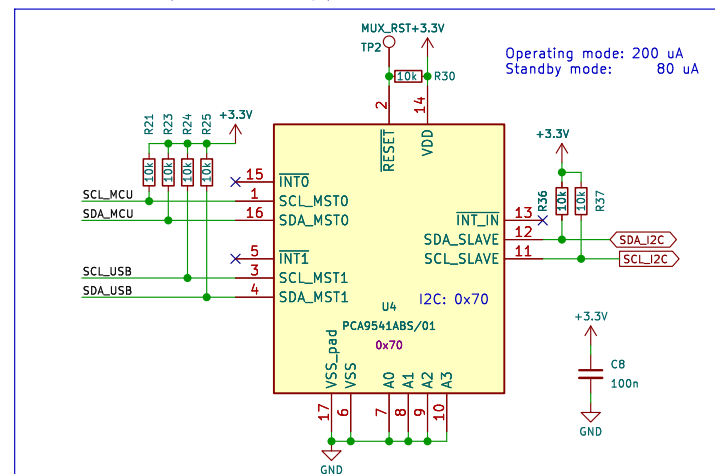 MUX_RST
+3.3V
TP2
10k
R30
Operating mode: 200 uA
Standby mode: 80 uA
2
14
RESET
VDD
R21
R23
R24
R25
+3.3V
10k
10k
10k
10k
SCL_MCU
SDA_MCU
SCL_USB
SDA_USB
15
INT0
1
SCL_MST0
16
SDA_MST0
5
INT1
3
SCL_MST1
4
SDA_MST1
+3.3V
R36
10k
10k
R37
INT_IN
13
SDA_SLAVE
12
SDA_I2C
SCL_SLAVE
11
SCL_I2C
I2C: 0x70
U4
PCA9541ABS/01
0x70
VSS_pad
VSS
A0
A1
A2
A3
17
6
7
8
9
10
GND
+3.3V
C8
100n
GND